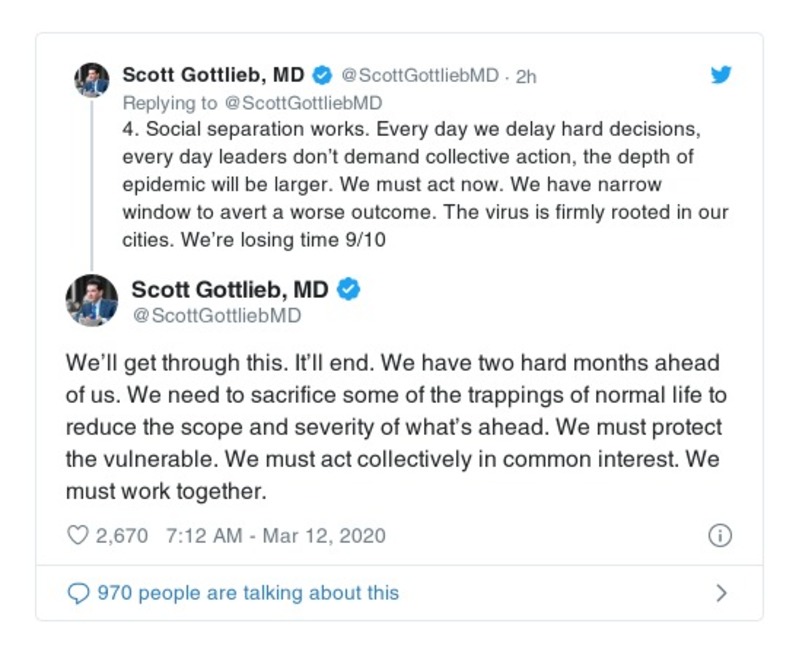 Scott Gottlieb, MD @ScottGottliebMD · 2h
Replying to @ScottGottliebMD
4. Social separation works. Every day we delay hard decisions,
every day leaders don’t demand collective action, the depth of
epidemic will be larger. We must act now. We have narrow
window to avert a worse outcome. The virus is firmly rooted in our
cities. We’re losing time 9/10
Scott Gottlieb, MD
@ScottGottliebMD
We’ll get through this. It’ll end. We have two hard months ahead
of us. We need to sacrifice some of the trappings of normal life to
reduce the scope and severity of what’s ahead. We must protect
the vulnerable. We must act collectively in common interest. We
must work together.
2,670 7:12 AM - Mar 12, 2020
970 people are talking about this